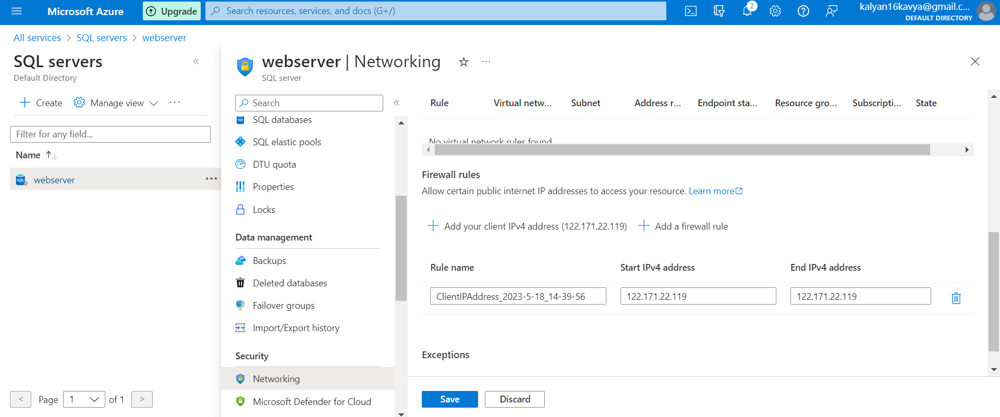 Microsoft Azure
Upgrade
Search resources, services, and docs (G+/)
2
kalyan16kavya@gmail.c...
DEFAULT DIRECTORY
All services > SQL servers > webserver
SQL servers
Default Directory
Create
Manage view
...
Filter for any field...
Name
SQL webserver ...
< Page 1 of 1 >
webserver | Networking
...
SQL server
Search
SQL databases
SQL elastic pools
DTU quota
Properties
Locks
Data management
Backups
Deleted databases
Failover groups
Import/Export history
Security
Networking
Microsoft Defender for Cloud
Rule Virtual netw... Subnet Address r... Endpoint sta... Resource gro... Subscripti... State
No virtual network rules found
Firewall rules
Allow certain public internet IP addresses to access your resource. Learn more
Add your client IPv4 address (122.171.22.119) Add a firewall rule
Rule name Start IPv4 address End IPv4 address
ClientIPAddress_2023-5-18_14-39-56 122.171.22.119 122.171.22.119
Exceptions
Save Discard